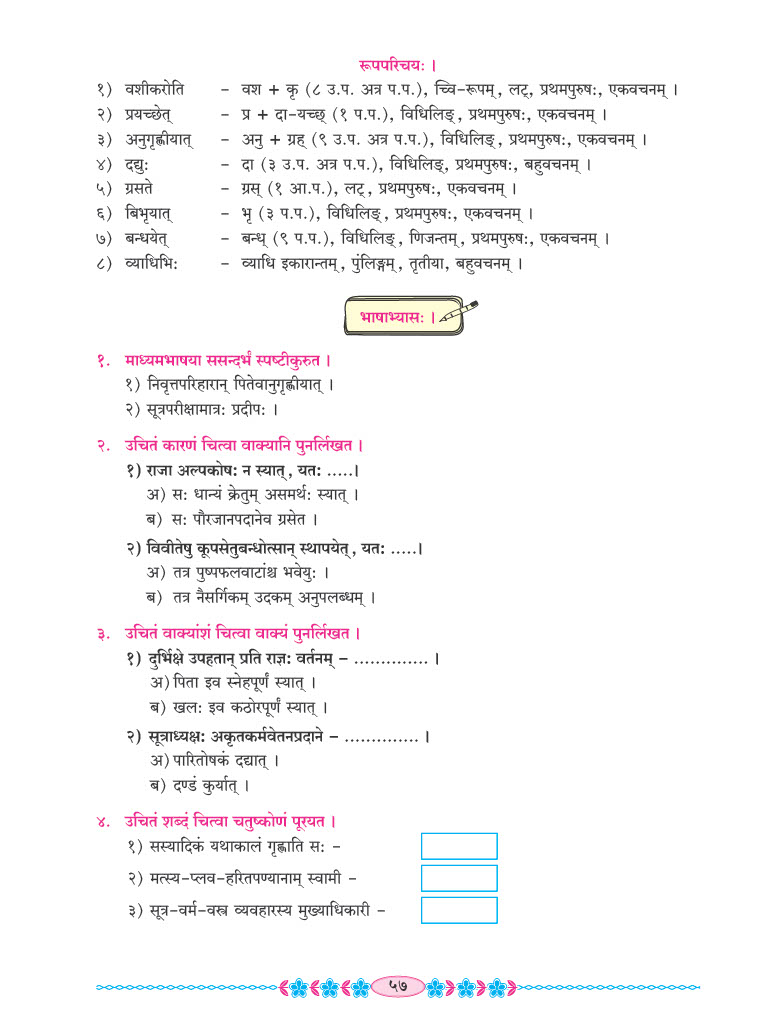 रूपपरिचयः ।
१) वशीकरोति - वश + कृ (८ उ.प. अत्र प.प.), च्वि-रूपम्, लट्, प्रथमपुरुषः, एकवचनम् ।
२) प्रयच्छेत् - प्र + दा-यच्छ् (१ प.प.), विधिलिङ्, प्रथमपुरुषः, एकवचनम् ।
३) अनुगृह्णीयात् - अनु + ग्रह् (९ उ.प. अत्र प.प.), विधिलिङ्, प्रथमपुरुषः, एकवचनम् ।
४) दद्युः - दा (३ उ.प. अत्र प.प.), विधिलिङ्, प्रथमपुरुषः, बहुवचनम् ।
५) ग्रसते - ग्रस् (१ आ.प.), लट्, प्रथमपुरुषः, एकवचनम् ।
६) बिभृयात् - भृ (३ प.प.), विधिलिङ्, प्रथमपुरुषः, एकवचनम् ।
७) बन्धयेत् - बन्ध् (९ प.प.), विधिलिङ्, णिजन्तम्, प्रथमपुरुषः, एकवचनम् ।
८) व्याधिभिः - व्याधि इकारान्तम्, पुंलिङ्गम्, तृतीया, बहुवचनम् ।
भाषाभ्यासः ।
१. माध्यमभाषया ससन्दर्भं स्पष्टीकुरुत ।
१) निवृत्तपरिहारान् पितेवानुगृह्णीयात् ।
२) सूत्रपरीक्षामात्रः प्रदीपः ।
२. उचितं कारणं चित्वा वाक्यानि पुनर्लिखत ।
१) राजा अल्पकोषः न स्यात्, यतः .....।
अ) सः धान्यं क्रेतुम् असमर्थः स्यात् ।
ब) सः पौरजानपदानेव ग्रसेत ।
२) विवीतेषु कूपसेतुबन्धोत्सान् स्थापयेत्, यतः .....।
अ) तत्र पुष्पफलवाटांश्च भवेयुः ।
ब) तत्र नैसर्गिकम् उदकम् अनुपलब्धम् ।
३. उचितं वाक्यांशं चित्वा वाक्यं पुनर्लिखत ।
१) दुर्भिक्षे उपहतान् प्रति राज्ञः वर्तनम् - .............. ।
अ) पिता इव स्नेहपूर्णं स्यात् ।
ब) खलः इव कठोरपूर्णं स्यात् ।
२) सूत्राध्यक्षः अकृतकर्मवेतनप्रदाने - .............. ।
अ) पारितोषकं दद्यात् ।
ब) दण्डं कुर्यात् ।
४. उचितं शब्दं चित्वा चतुष्कोणं पूरयत ।
१) सस्यादिकं यथाकालं गृह्णाति सः -
२) मत्स्य-प्लव-हरितपण्यानाम् स्वामी -
३) सूत्र-वर्म-वस्त्र व्यवहारस्य मुख्याधिकारी -
५७